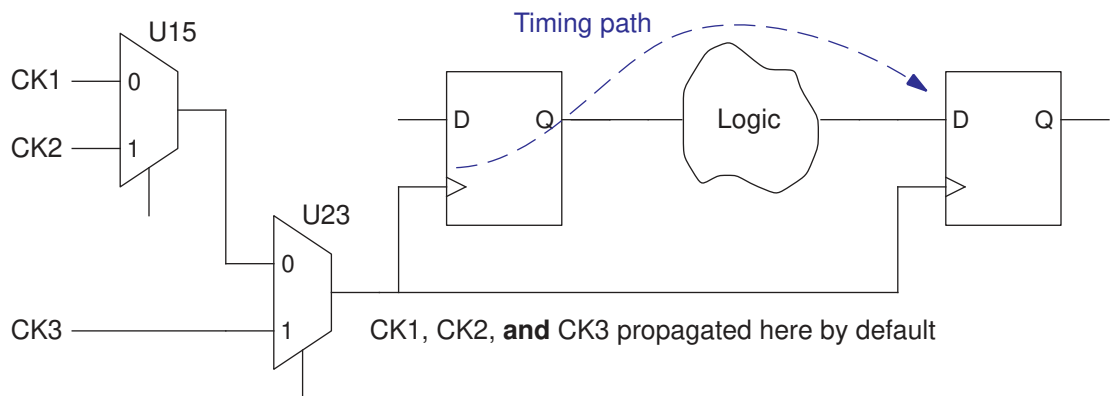 Timing path
U15
CK1
0
CK2
1
D
Q
Logic
D
Q
U23
0
CK3
1
CK1, CK2, and CK3 propagated here by default